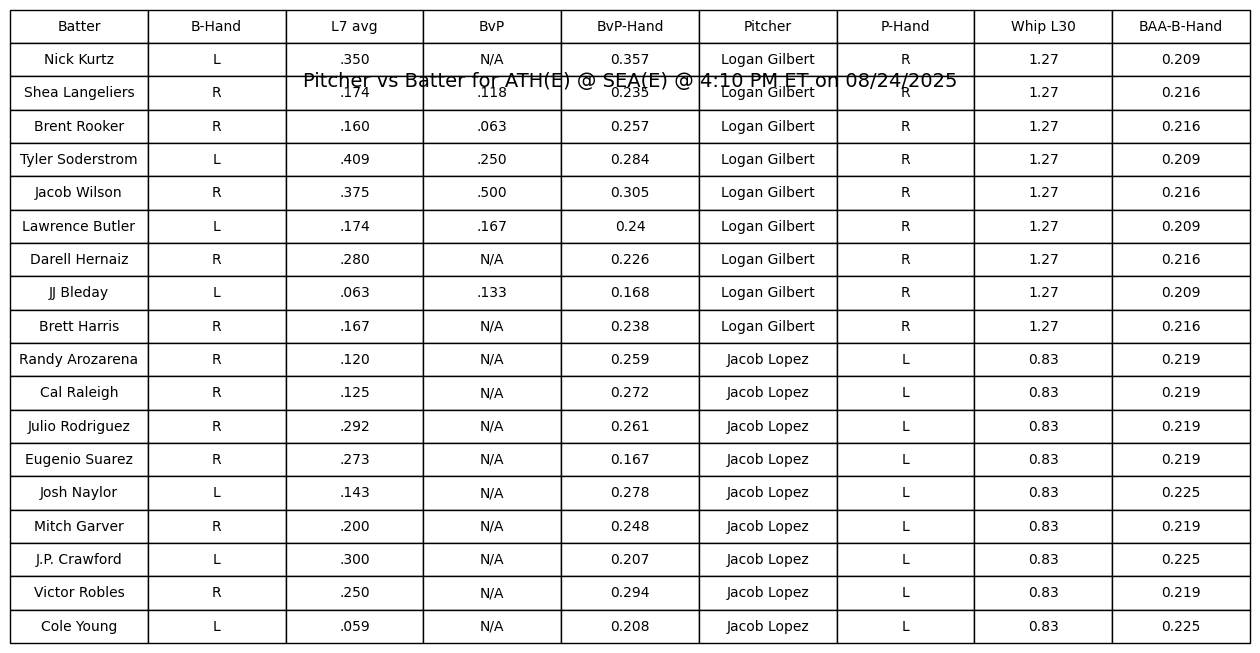 Batter B-Hand L7 avg BvP BvP-Hand Pitcher P-Hand Whip L30 BAA-B-Hand
Nick Kurtz L .350 N/A 0.357 Logan Gilbert R 1.27 0.209
Pitcher vs Batter for ATH(E) @ SEA(E) @ 4:10 PM ET on 08/24/2025
Shea Langeliers R .174 .118 0.235 Logan Gilbert R 1.27 0.216
Brent Rooker R .160 .063 0.257 Logan Gilbert R 1.27 0.216
Tyler Soderstrom L .409 .250 0.284 Logan Gilbert R 1.27 0.209
Jacob Wilson R .375 .500 0.305 Logan Gilbert R 1.27 0.216
Lawrence Butler L .174 .167 0.24 Logan Gilbert R 1.27 0.209
Darell Hernaiz R .280 N/A 0.226 Logan Gilbert R 1.27 0.216
JJ Bleday L .063 .133 0.168 Logan Gilbert R 1.27 0.209
Brett Harris R .167 N/A 0.238 Logan Gilbert R 1.27 0.216
Randy Arozarena R .120 N/A 0.259 Jacob Lopez L 0.83 0.219
Cal Raleigh R .125 N/A 0.272 Jacob Lopez L 0.83 0.219
Julio Rodriguez R .292 N/A 0.261 Jacob Lopez L 0.83 0.219
Eugenio Suarez R .273 N/A 0.167 Jacob Lopez L 0.83 0.219
Josh Naylor L .143 N/A 0.278 Jacob Lopez L 0.83 0.225
Mitch Garver R .200 N/A 0.248 Jacob Lopez L 0.83 0.219
J.P. Crawford L .300 N/A 0.207 Jacob Lopez L 0.83 0.225
Victor Robles R .250 N/A 0.294 Jacob Lopez L 0.83 0.219
Cole Young L .059 N/A 0.208 Jacob Lopez L 0.83 0.225